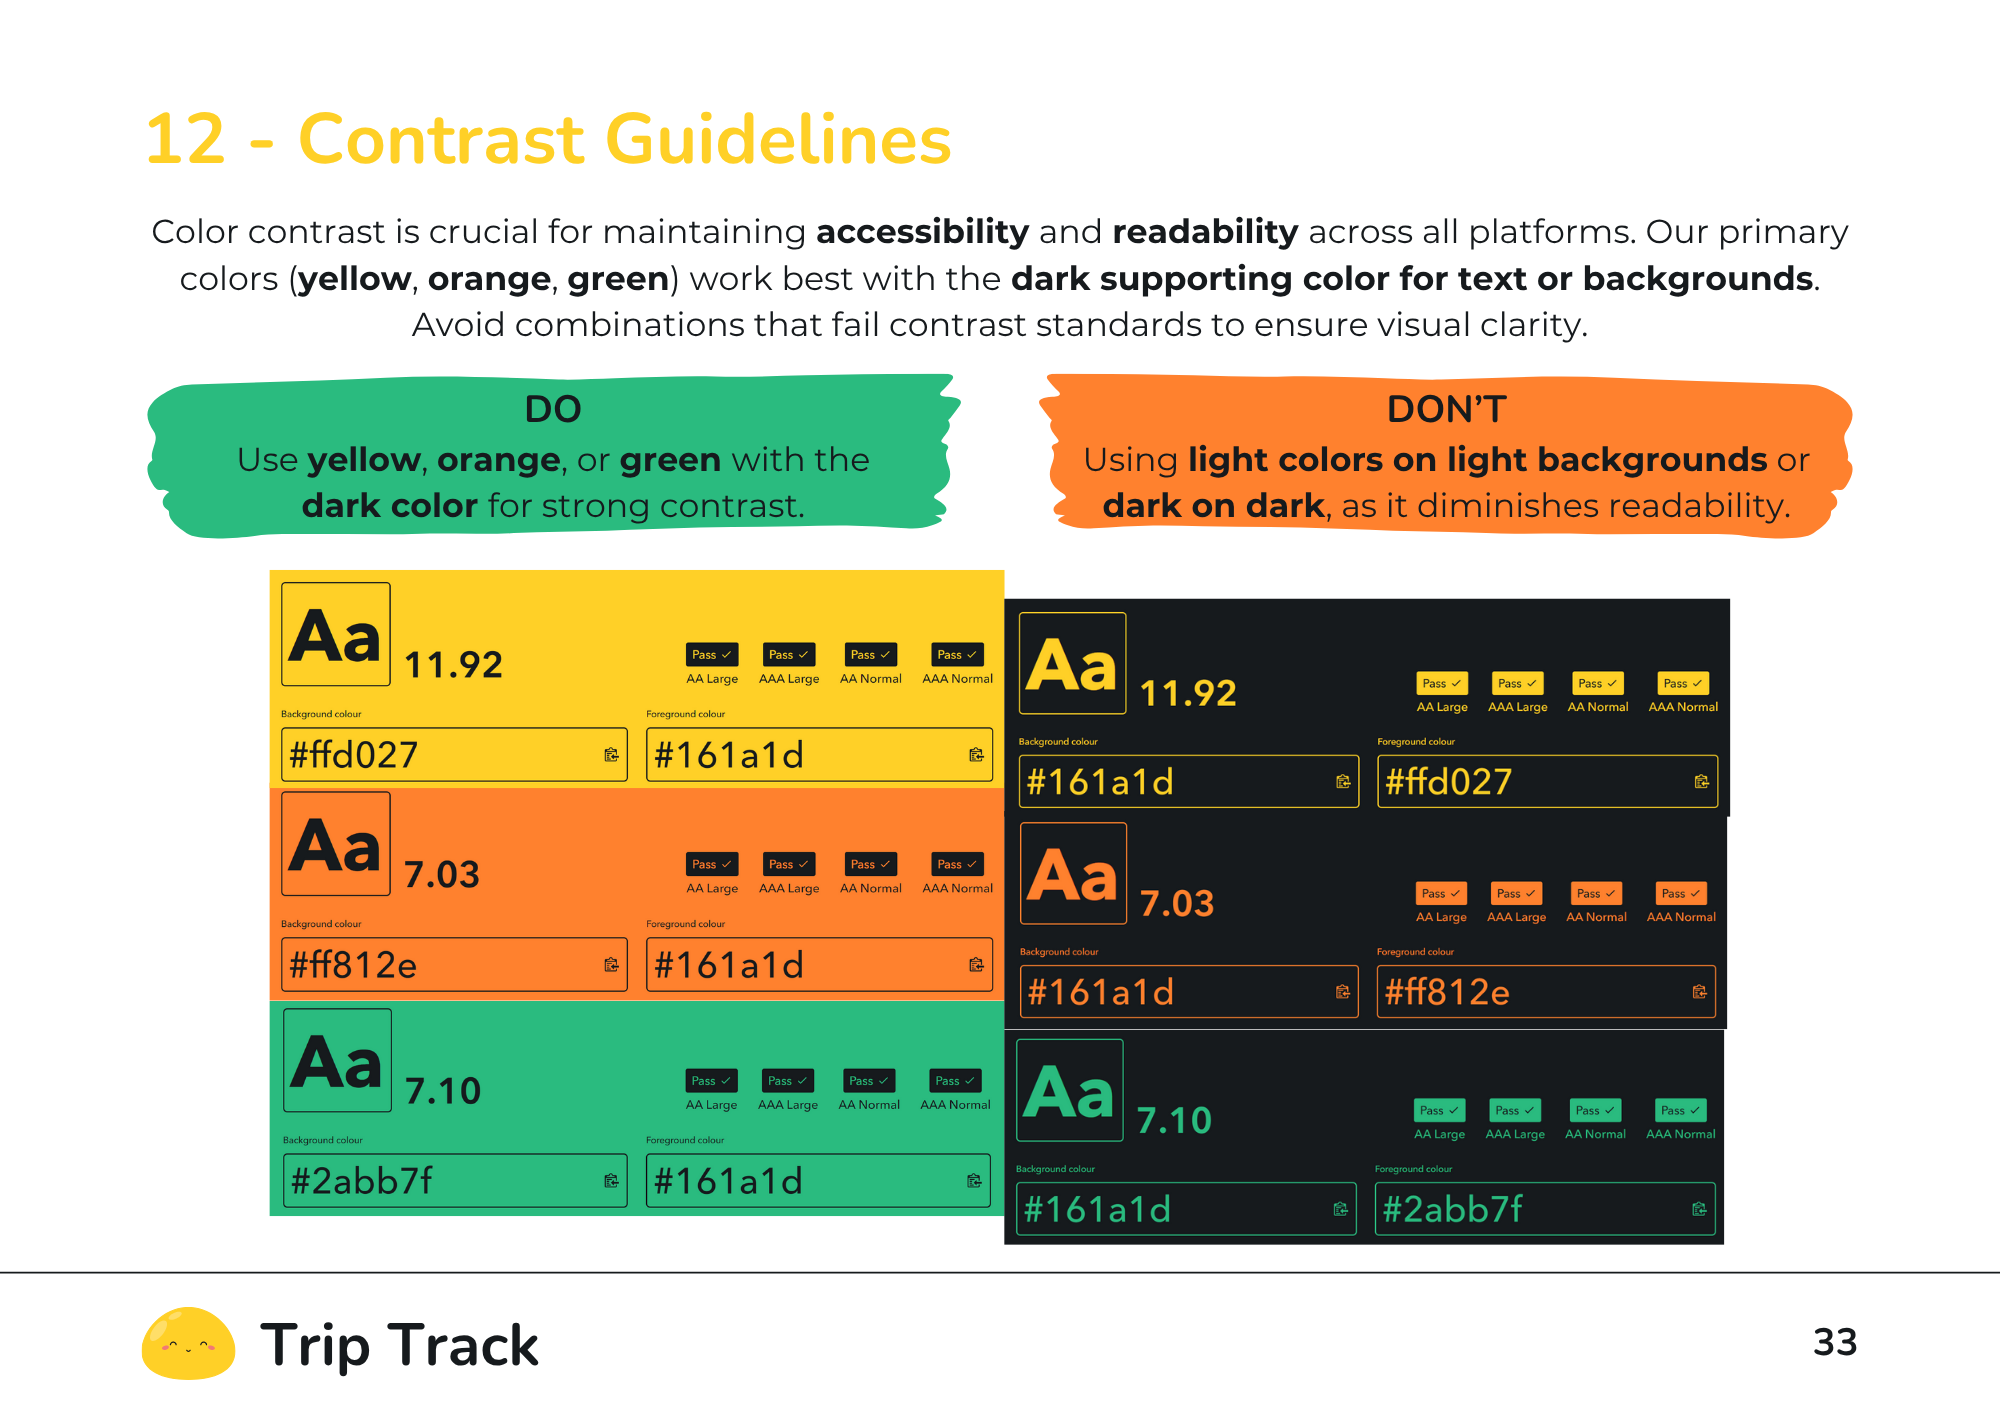 12 - Contrast Guidelines
Color contrast is crucial for maintaining accessibility and readability across all platforms. Our primary
colors (yellow, orange, green) work best with the dark supporting color for text or backgrounds.
Avoid combinations that fail contrast standards to ensure visual clarity.
DO
Use yellow, orange, or green with the
dark color for strong contrast.
DON’T
Using light colors on light backgrounds or
dark on dark, as it diminishes readability.
Aa 11.92
Pass ✓ Pass ✓ Pass ✓ Pass ✓
AA Large AAA Large AA Normal AAA Normal
Background colour Foreground colour
#ffd027 #161a1d
Aa 7.03
Pass ✓ Pass ✓ Pass ✓ Pass ✓
AA Large AAA Large AA Normal AAA Normal
Background colour Foreground colour
#ff812e #161a1d
Aa 7.10
Pass ✓ Pass ✓ Pass ✓ Pass ✓
AA Large AAA Large AA Normal AAA Normal
Background colour Foreground colour
#2abb7f #161a1d
Aa 11.92
Pass ✓ Pass ✓ Pass ✓ Pass ✓
AA Large AAA Large AA Normal AAA Normal
Background colour Foreground colour
#161a1d #ffd027
Aa 7.03
Pass ✓ Pass ✓ Pass ✓ Pass ✓
AA Large AAA Large AA Normal AAA Normal
Background colour Foreground colour
#161a1d #ff812e
Aa 7.10
Pass ✓ Pass ✓ Pass ✓ Pass ✓
AA Large AAA Large AA Normal AAA Normal
Background colour Foreground colour
#161a1d #2abb7f
Trip Track
33